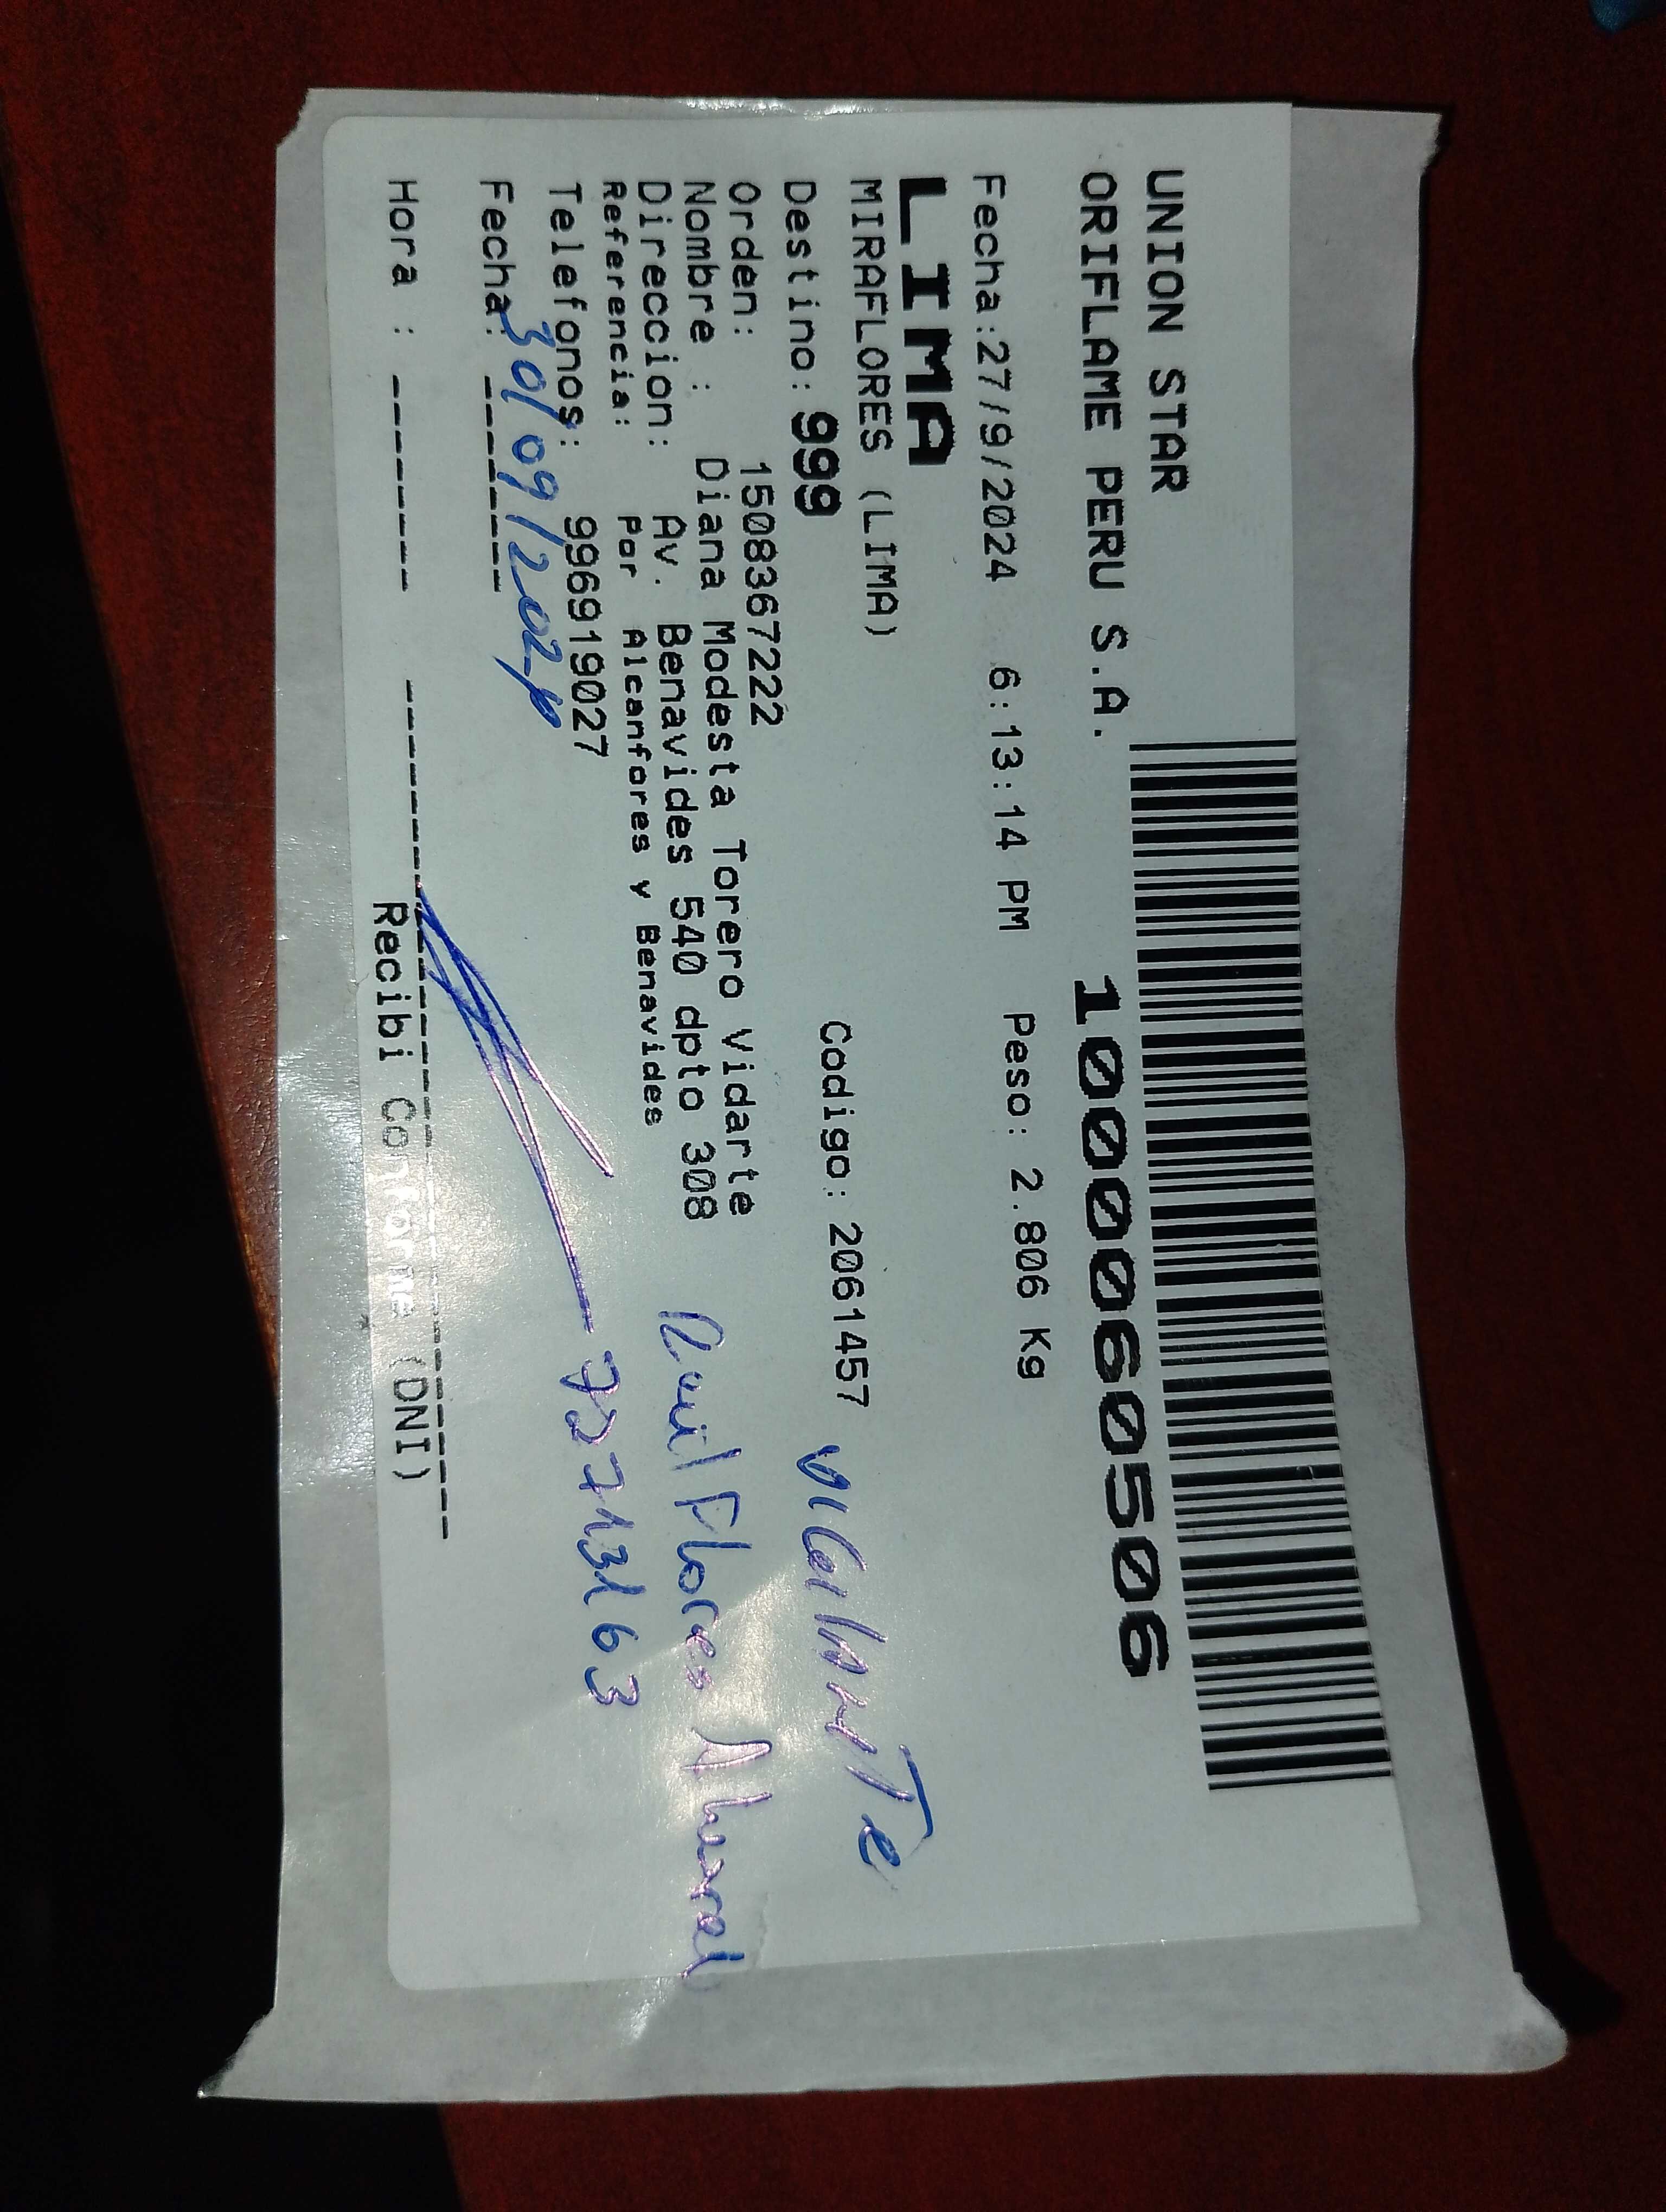 UNION STAR
ORIFLAME PERU S.A. 10000060506
Fecha:27/9/2024 6:13:14 PM Peso: 2.806 Kg
LIMA
MIRAFLORES (LIMA)
Destino: 999 Codigo: 2061457 VIGILANTe
Orden: 1508367222
Nombre : Diana Modesta Torero Vidarte
Direccion: Av. Benavides 540 dpto 308
Referencia: Por Alcanfores y Benavides
Flores
Telefonos: 996919027
Fecha: 30/09/2024
Hora : ------- ---------------------------
Recibi Conforme (DNI)